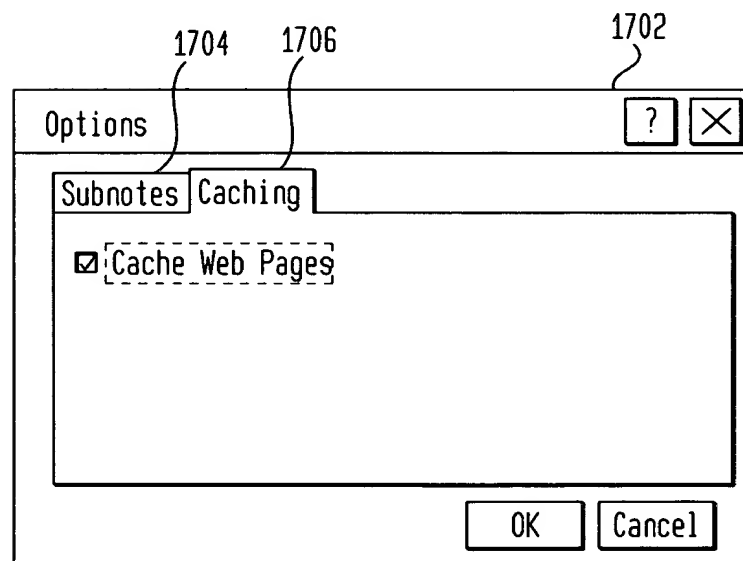 1704 1706 1702
Options ? X
Subnotes Caching
Cache Web Pages
OK Cancel